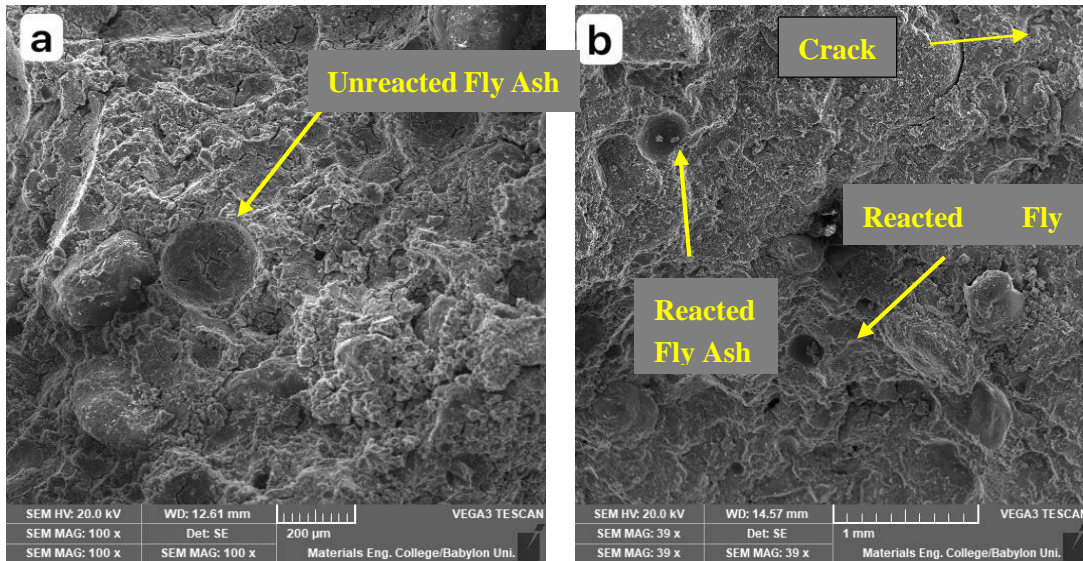 a
Unreacted Fly Ash
SEM HV: 20.0 kV
WD: 12.61 mm
VEGA3 TESCAN
SEM MAG: 100 x
Det: SE
200 µm
SEM MAG: 100 x
SEM MAG: 100 x
Materials Eng. College/Babylon Uni.
b
Crack
Reacted Fly
Reacted
Fly Ash
SEM HV: 20.0 kV
WD: 14.57 mm
VEGA3 TESCAN
SEM MAG: 39 x
Det: SE
1 mm
SEM MAG: 39 x
SEM MAG: 39 x
Materials Eng. College/Babylon Uni.